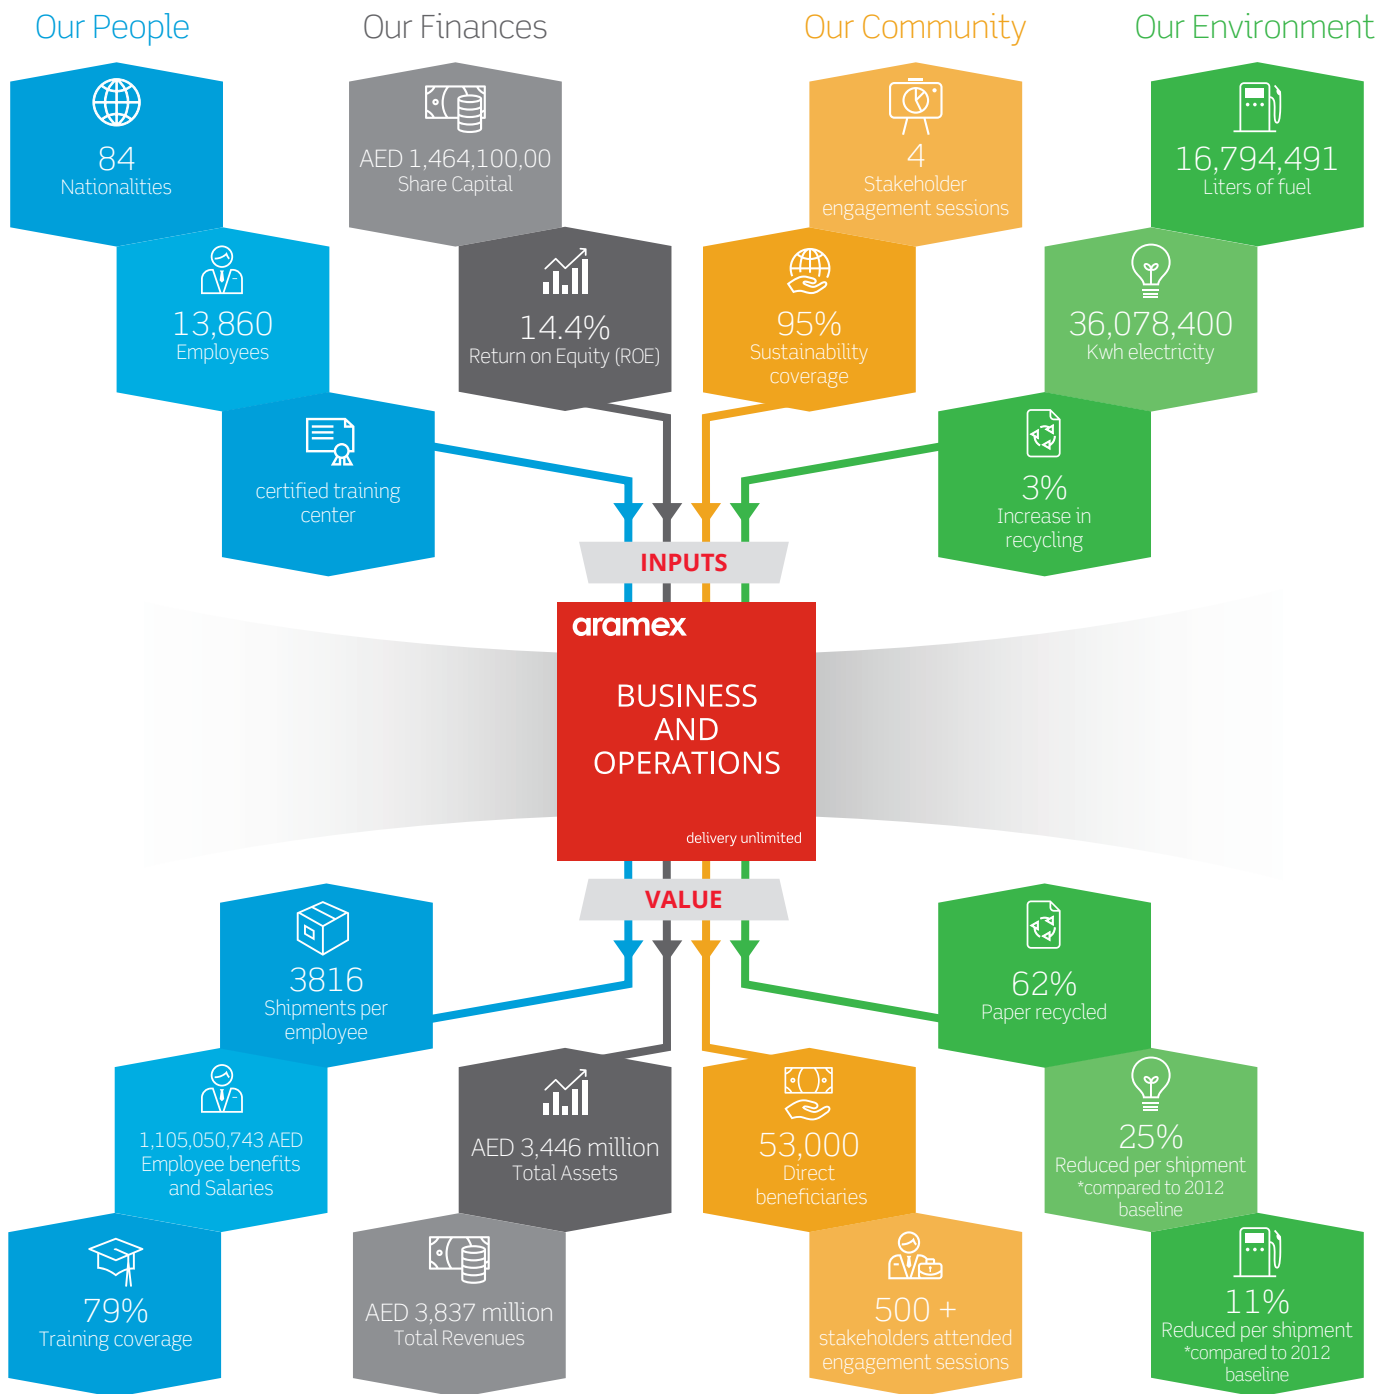 Our People
Our Finances
Our Community
Our Environment
84
Nationalities
AED 1,464,100,00
Share Capital
4
Stakeholder
engagement sessions
16,794,491
Liters of fuel
13,860
Employees
14.4%
Return on Equity (ROE)
95%
Sustainability
coverage
36,078,400
Kwh electricity
certified training
center
3%
Increase in
recycling
INPUTS
aramex
BUSINESS
AND
OPERATIONS
delivery unlimited
VALUE
3816
Shipments per
employee
62%
Paper recycled
1,105,050,743 AED
Employee benefits
and Salaries
AED 3,446 million
Total Assets
53,000
Direct
beneficiaries
25%
Reduced per shipment
*compared to 2012
baseline
79%
Training coverage
AED 3,837 million
Total Revenues
500 +
stakeholders attended
engagement sessions
11%
Reduced per shipment
*compared to 2012
baseline